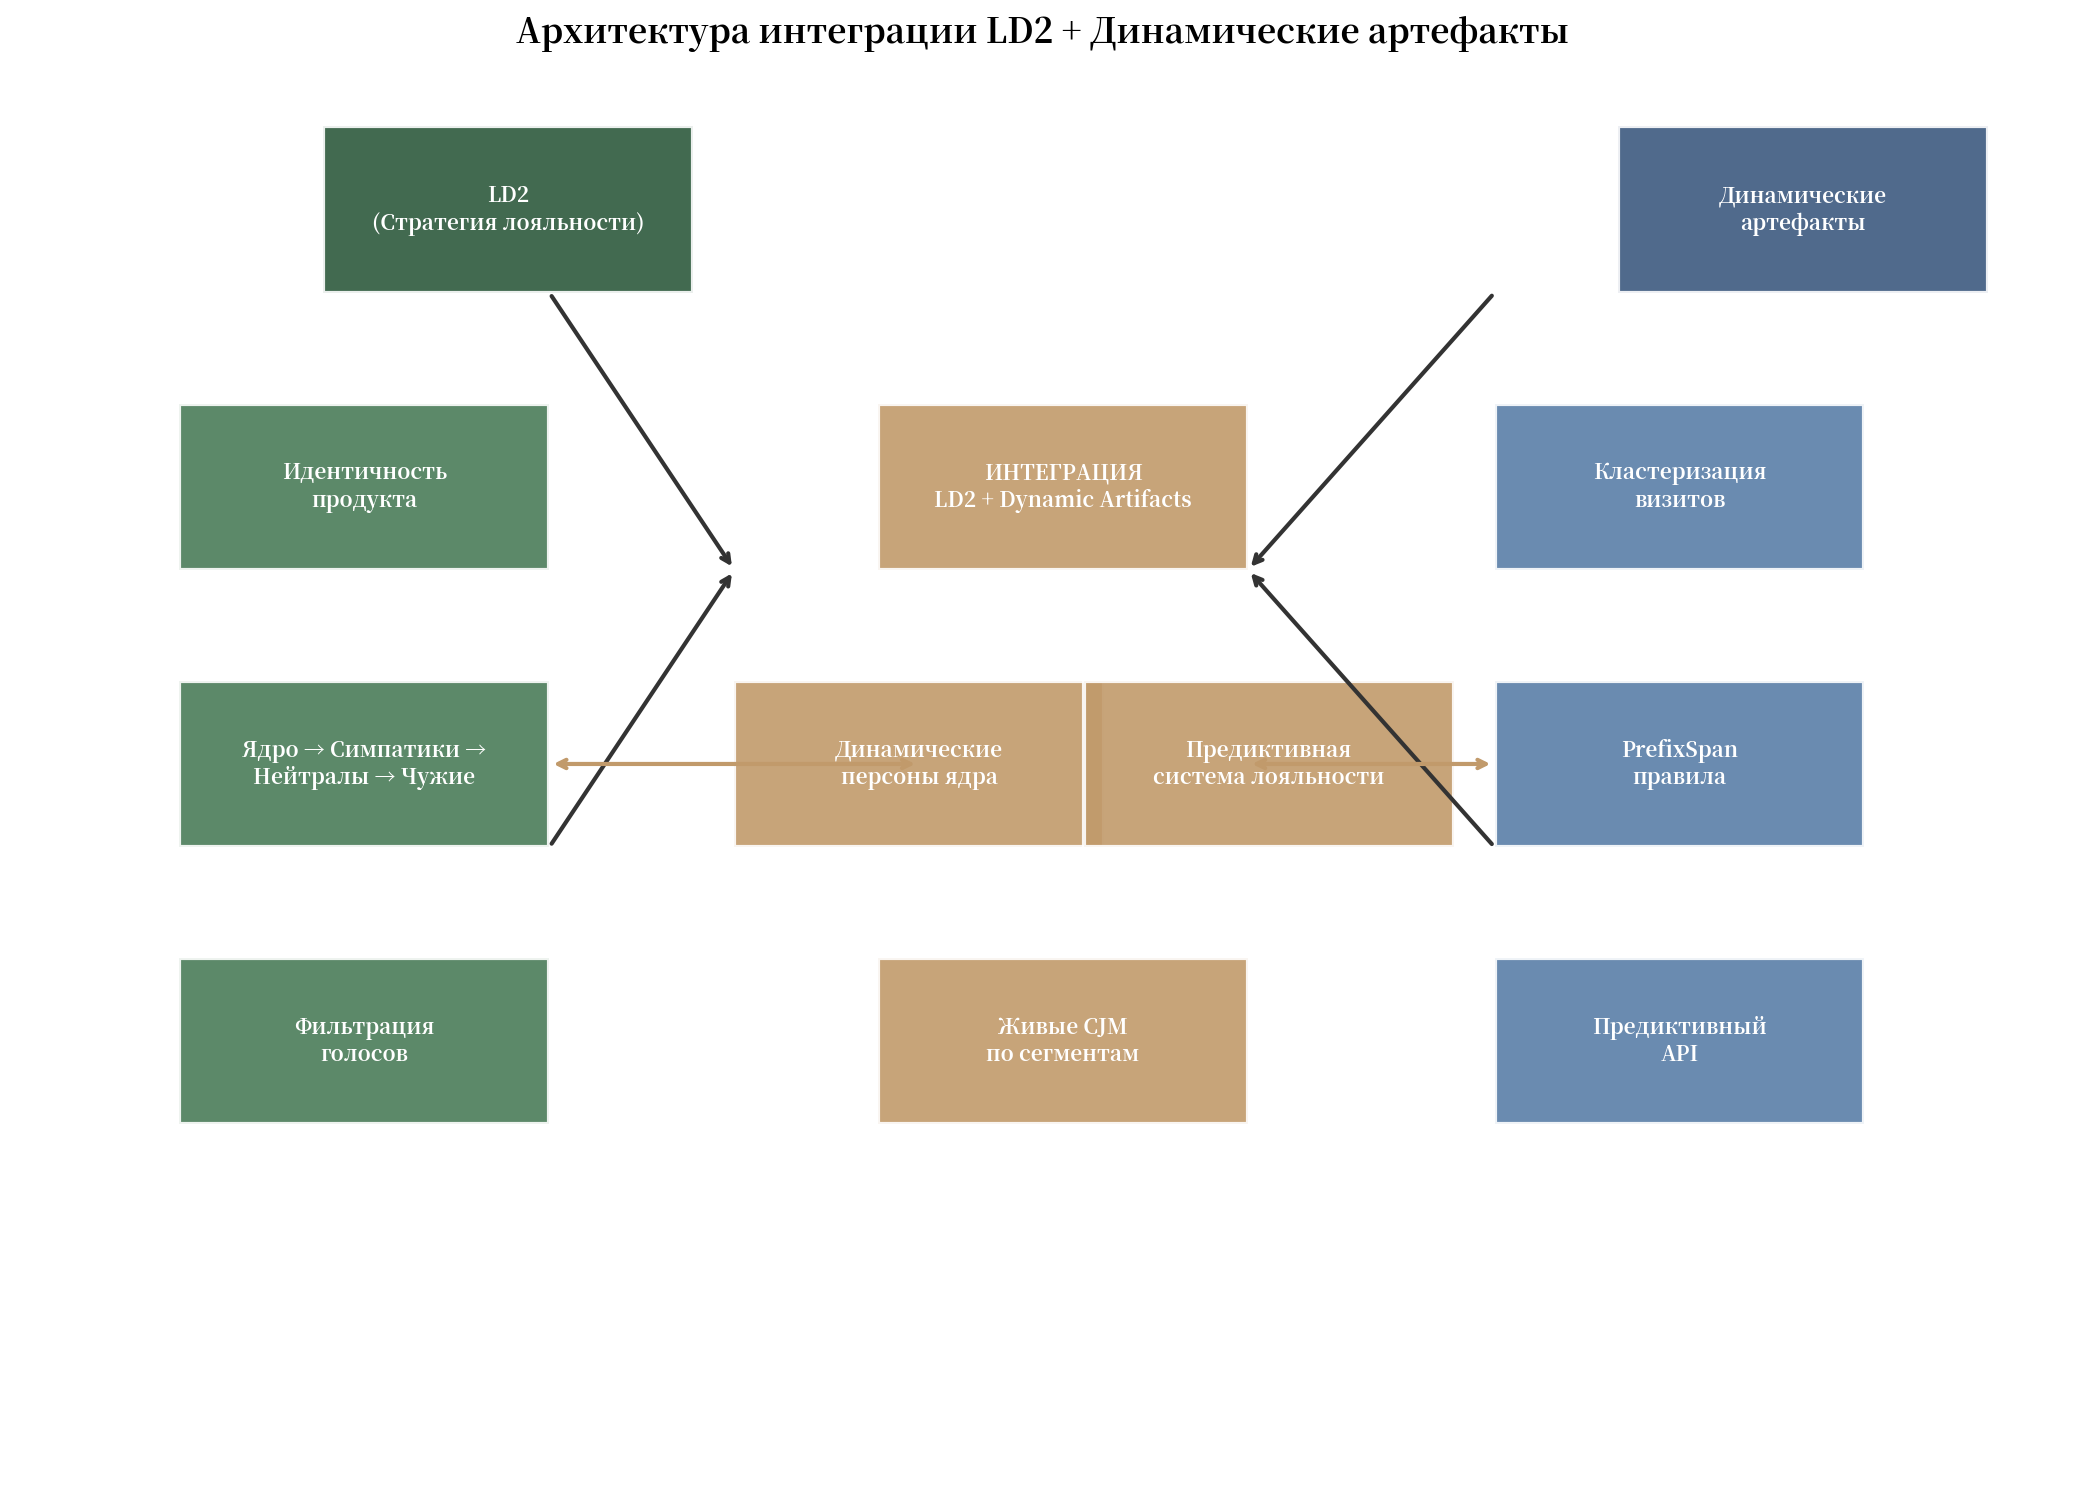 Архитектура интеграции LD2 + Динамические артефакты
LD2
(Стратегия лояльности)
Динамические
артефакты
Идентичность
продукта
ИНТЕГРАЦИЯ
LD2 + Dynamic Artifacts
Кластеризация
визитов
Ядро → Симпатики →
Нейтралы → Чужие
Динамические
персоны ядра
Предиктивная
система лояльности
PrefixSpan
правила
Фильтрация
голосов
Живые CJM
по сегментам
Предиктивный
API